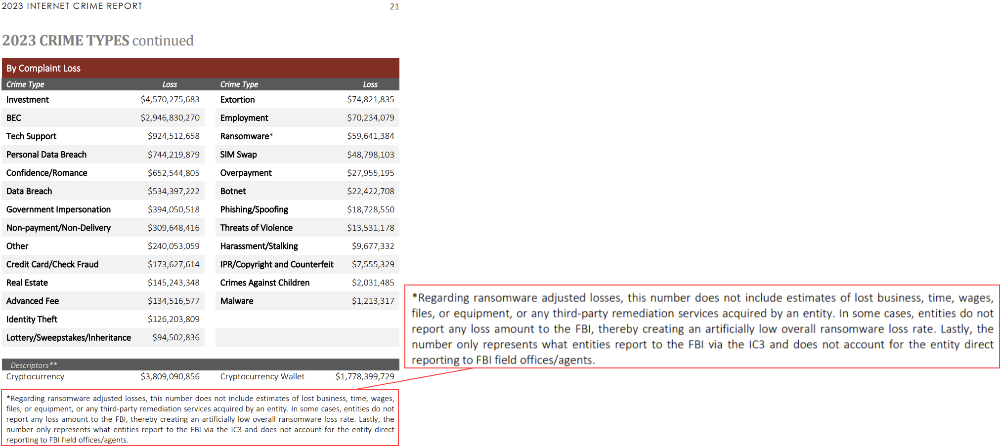 2023 INTERNET CRIME REPORT 21
2023 CRIME TYPES continued
By Complaint Loss
Crime Type Loss Crime Type Loss
Investment $4,570,275,683 Extortion $74,821,835
BEC $2,946,830,270 Employment $70,234,079
Tech Support $924,512,658 Ransomware* $59,641,384
Personal Data Breach $744,219,879 SIM Swap $48,798,103
Confidence/Romance $652,544,805 Overpayment $27,955,195
Data Breach $534,397,222 Botnet $22,422,708
Government Impersonation $394,050,518 Phishing/Spoofing $18,728,550
Non-payment/Non-Delivery $309,648,416 Threats of Violence $13,531,178
Other $240,053,059 Harassment/Stalking $9,677,332
Credit Card/Check Fraud $173,627,614 IPR/Copyright and Counterfeit $7,555,329
Real Estate $145,243,348 Crimes Against Children $2,031,485
Advanced Fee $134,516,577 Malware $1,213,317
Identity Theft $126,203,809
Lottery/Sweepstakes/Inheritance $94,502,836
Descriptors**
Cryptocurrency $3,809,090,856 Cryptocurrency Wallet $1,778,399,729
*Regarding ransomware adjusted losses, this number does not include estimates of lost business, time, wages,
files, or equipment, or any third-party remediation services acquired by an entity. In some cases, entities do not
report any loss amount to the FBI, thereby creating an artificially low overall ransomware loss rate. Lastly, the
number only represents what entities report to the FBI via the IC3 and does not account for the entity direct
reporting to FBI field offices/agents.
*Regarding ransomware adjusted losses, this number does not include estimates of lost business, time, wages,
files, or equipment, or any third-party remediation services acquired by an entity. In some cases, entities do not
report any loss amount to the FBI, thereby creating an artificially low overall ransomware loss rate. Lastly, the
number only represents what entities report to the FBI via the IC3 and does not account for the entity direct
reporting to FBI field offices/agents.